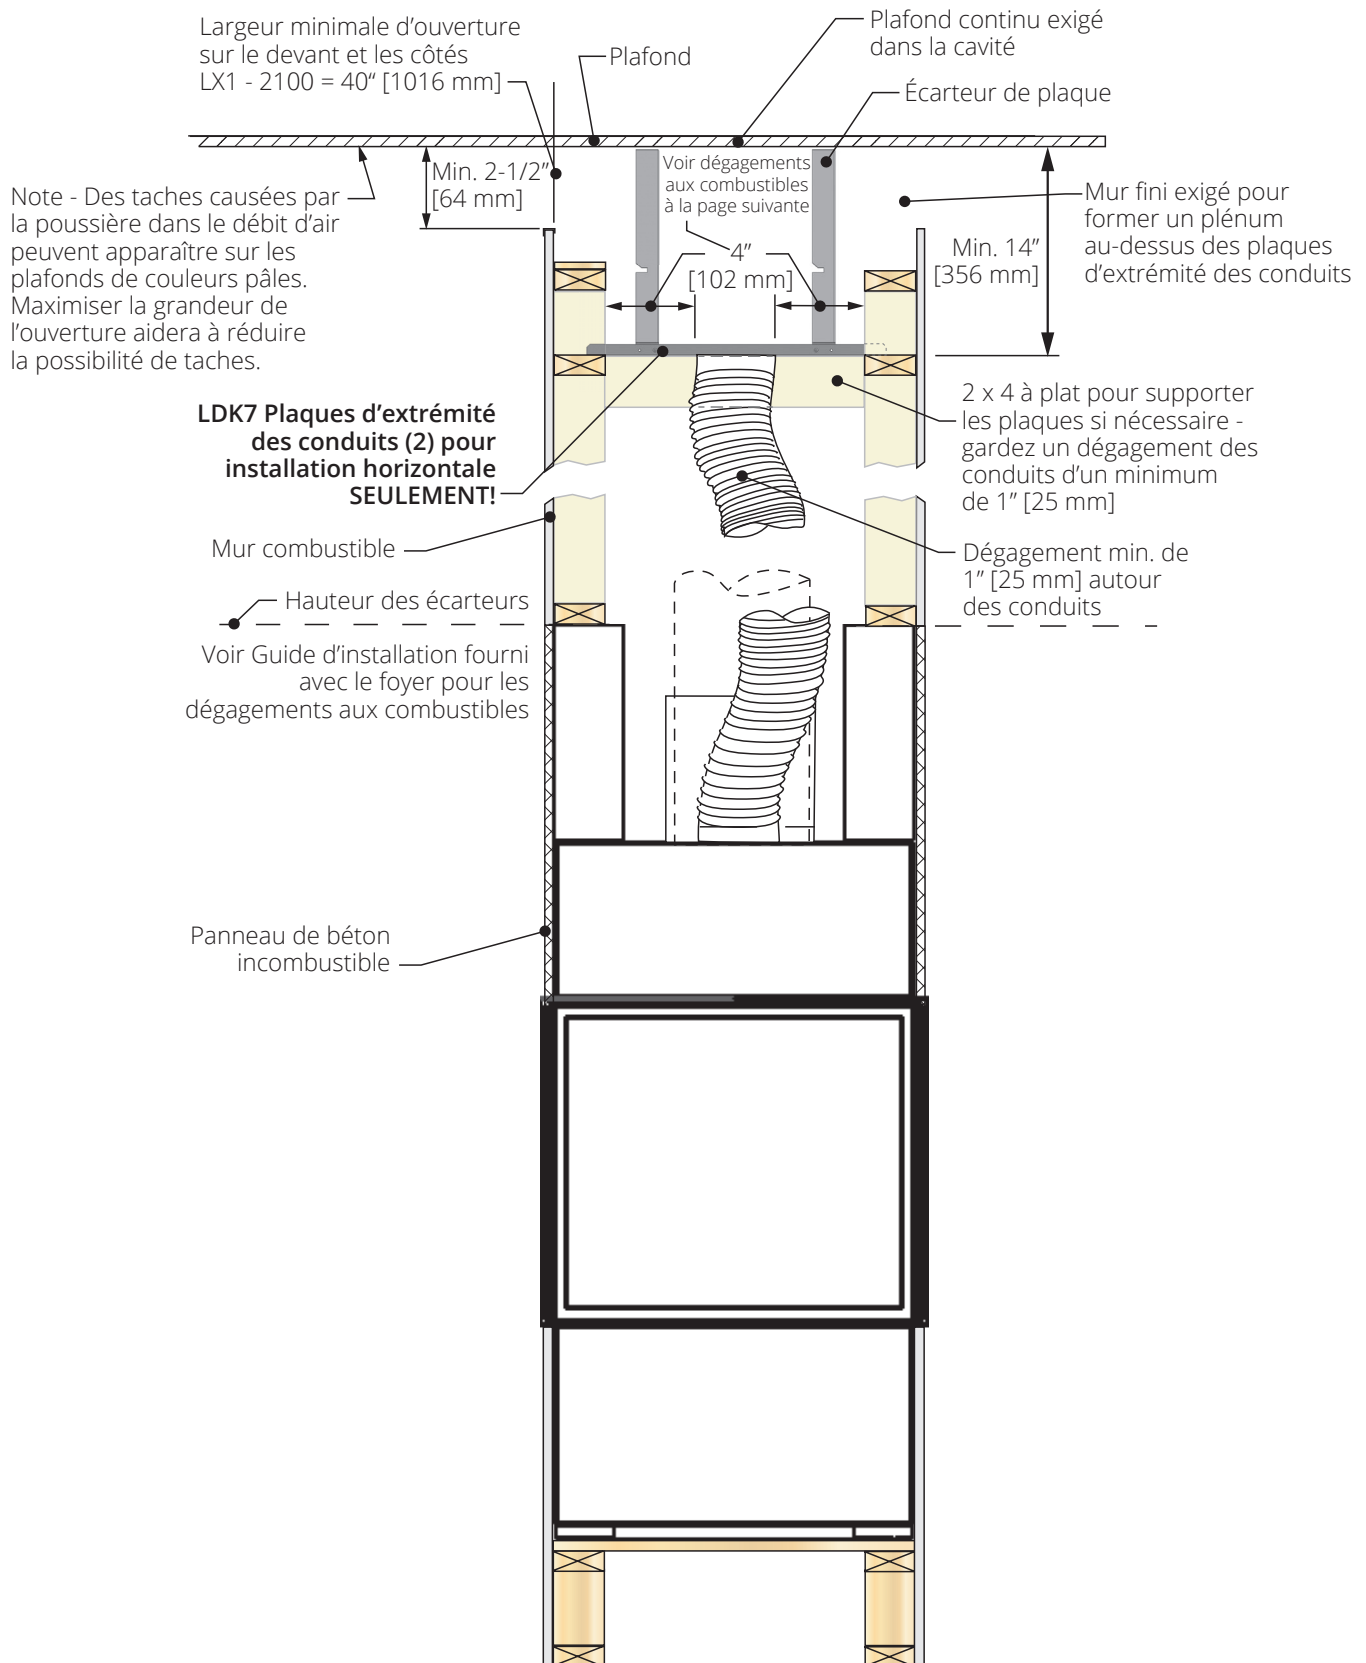 Largeur minimale d’ouverture
sur le devant et les côtés
LX1 - 2100 = 40“ [1016 mm]
Plafond
Plafond continu exigé
dans la cavité
Écarteur de plaque
Note - Des taches causées par
la poussière dans le débit d’air
peuvent apparaître sur les
plafonds de couleurs pâles.
Maximiser la grandeur de
l’ouverture aidera à réduire
la possibilité de taches.
Min. 2-1/2”
[64 mm]
Voir dégagements
aux combustibles
à la page suivante
4”
[102 mm]
Min. 14”
[356 mm]
Mur fini exigé pour
former un plénum
au-dessus des plaques
d’extrémité des conduits
LDK7 Plaques d’extrémité
des conduits (2) pour
installation horizontale
SEULEMENT!
2 x 4 à plat pour supporter
les plaques si nécessaire -
gardez un dégagement des
conduits d’un minimum
de 1” [25 mm]
Mur combustible
Dégagement min. de
1” [25 mm] autour
des conduits
Hauteur des écarteurs
Voir Guide d’installation fourni
avec le foyer pour les
dégagements aux combustibles
Panneau de béton
incombustible